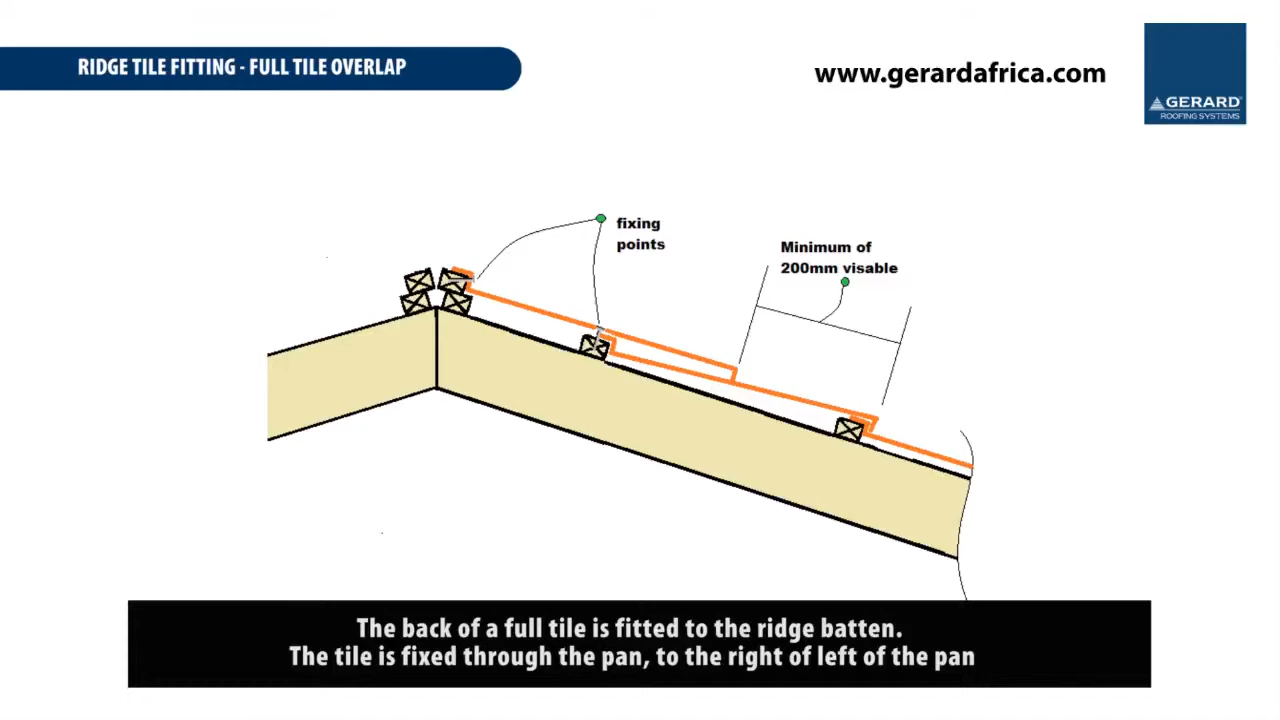 RIDGE TILE FITTING - FULL TILE OVERLAP
www.gerardafrica.com
GERARD
ROOFING SYSTEMS
fixing
points
Minimum of
200mm visable
The back of a full tile is fitted to the ridge batten.
The tile is fixed through the pan, to the right of left of the pan